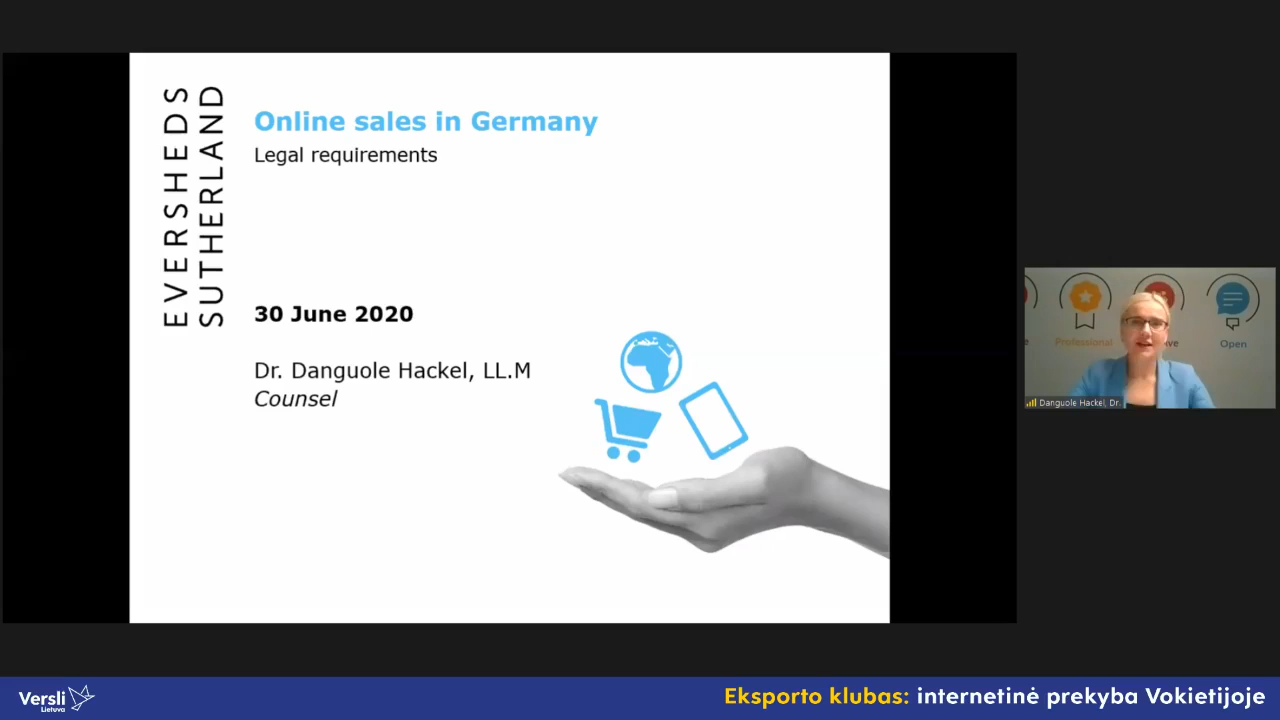 EVERSHEDS
SUTHERLAND
Online sales in Germany
Legal requirements
30 June 2020
Dr. Danguole Hackel, LL.M
Counsel
Professional
Open
Danguole Hackel, Dr.
Versli
Lietuva
Eksporto klubas: internetinė prekyba Vokietijoje